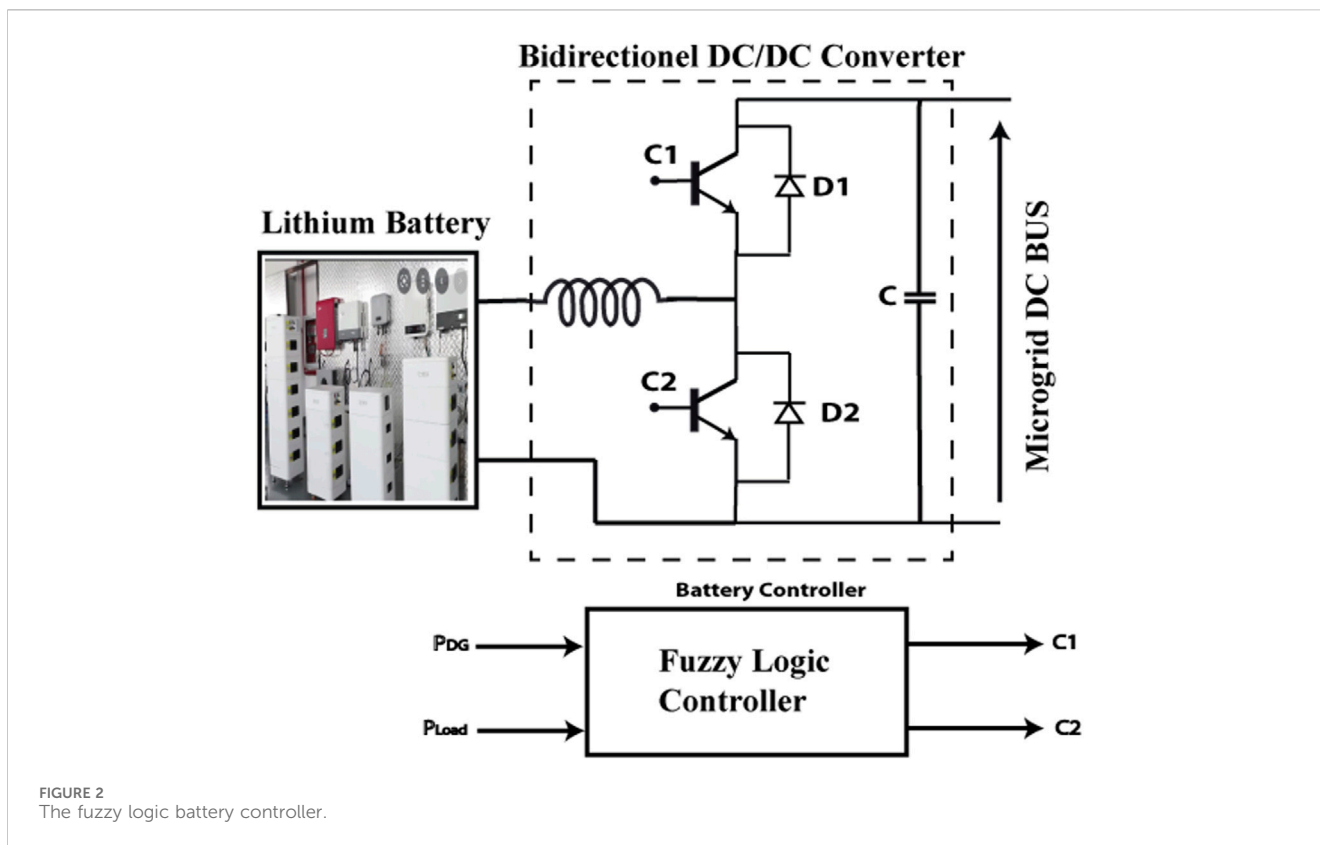 Bidirectionel DC/DC Converter
C1
D1
Lithium Battery
Microgrid DC BUS
C
C2
D2
Battery Controller
PDG
Fuzzy Logic
Controller
C1
PLoad
C2
FIGURE 2
The fuzzy logic battery controller.